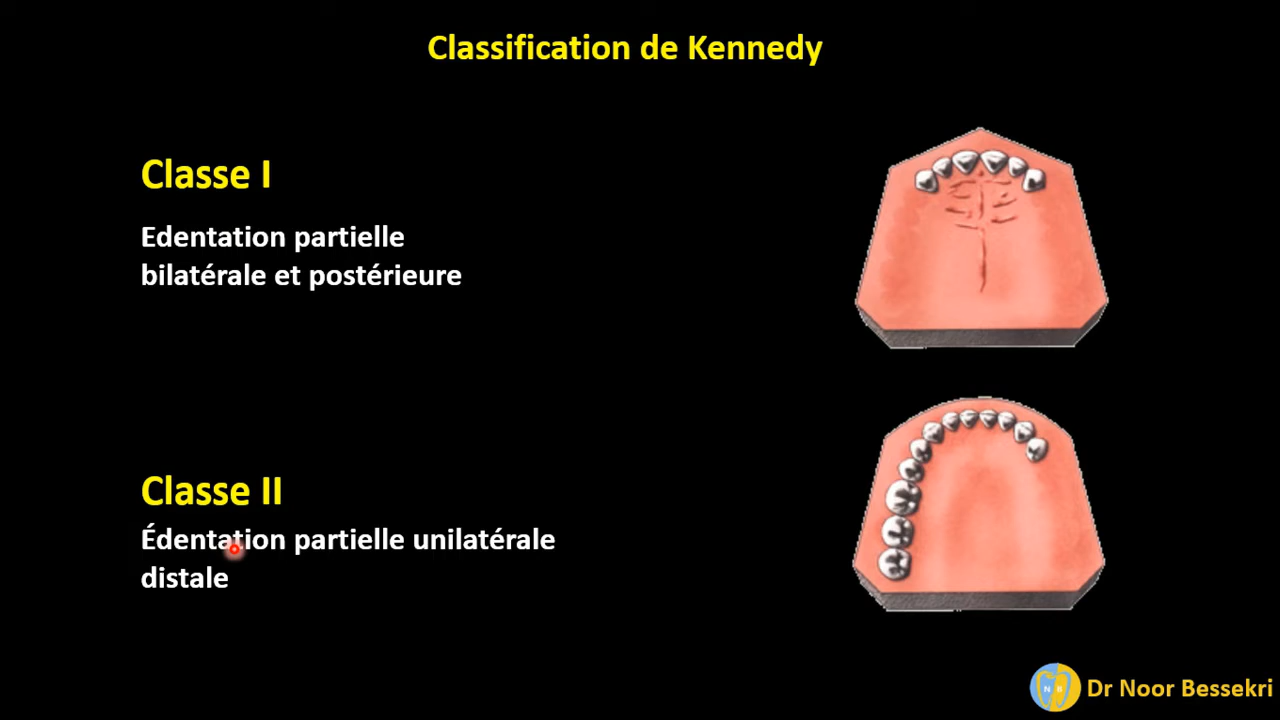 Classification de Kennedy
Classe I
Edentation partielle
bilatérale et postérieure
Classe II
Édentation partielle unilatérale
distale
N B
Dr Noor Bessekri